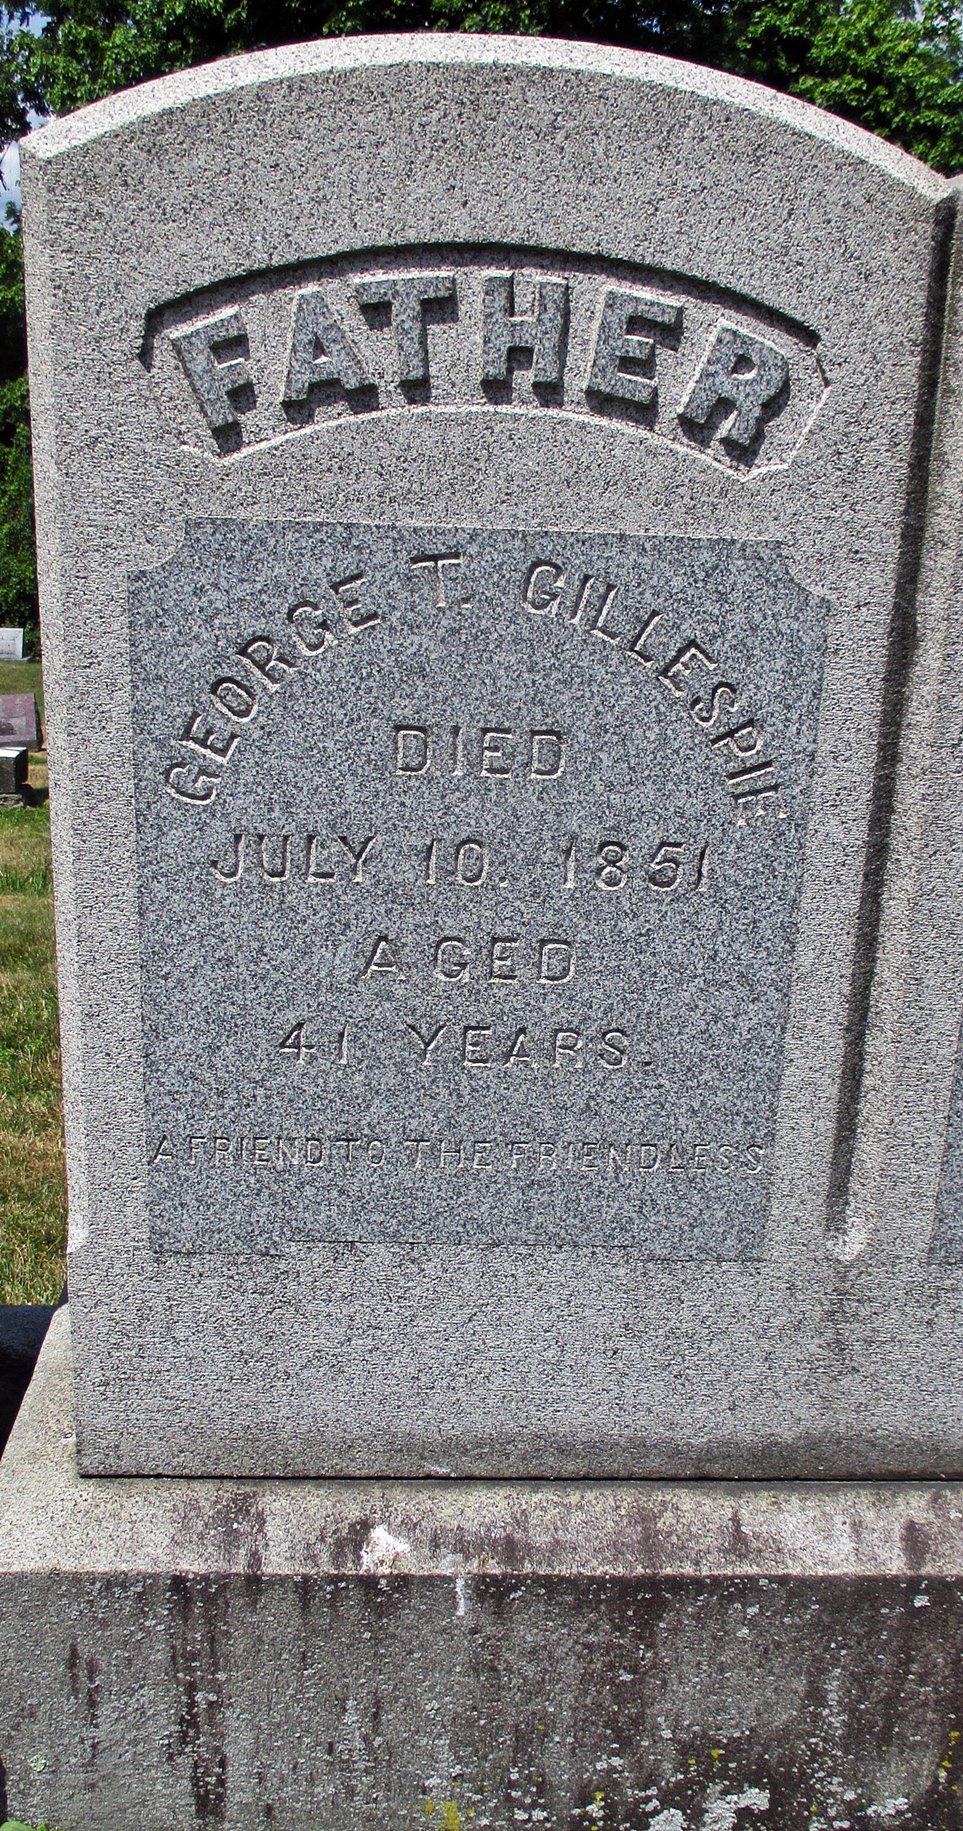 FATHER
GEORGE T. GILLESPIE
DIED
JULY 10. 1851
AGED
41 YEARS.
A FRIEND TO THE FRIENDLESS